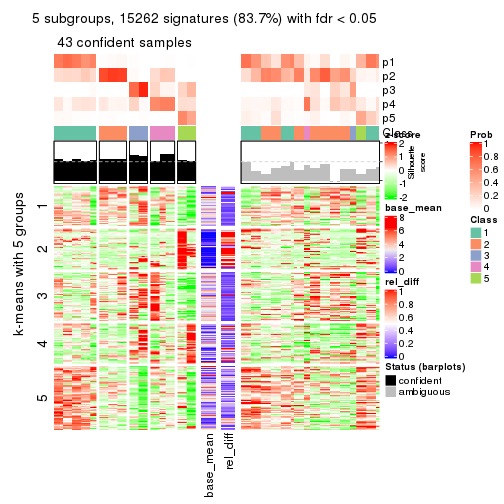 5 subgroups, 15262 signatures (83.7%) with fdr < 0.05
43 confident samples
p1
p2
p3
p4
p5
Class
z-score
2
1
0
-1
-2
Silhouette
score
base_mean
8
6
4
2
0
rel_diff
1
0.8
0.6
0.4
0.2
0
Status (barplots)
confident
ambiguous
Prob
1
0.8
0.6
0.4
0.2
0
Class
1
2
3
4
5
k-means with 5 groups
1
2
3
4
5
base_mean
rel_diff